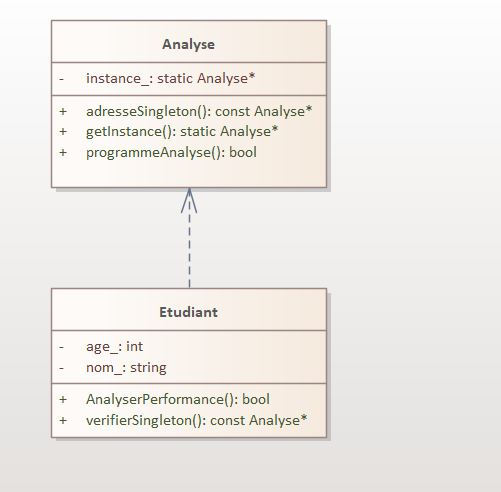 Analyse
- instance_: static Analyse*
+ adresseSingleton(): const Analyse*
+ getInstance(): static Analyse*
+ programmeAnalyse(): bool
Etudiant
- age_: int
- nom_: string
+ AnalyserPerformance(): bool
+ verifierSingleton(): const Analyse*